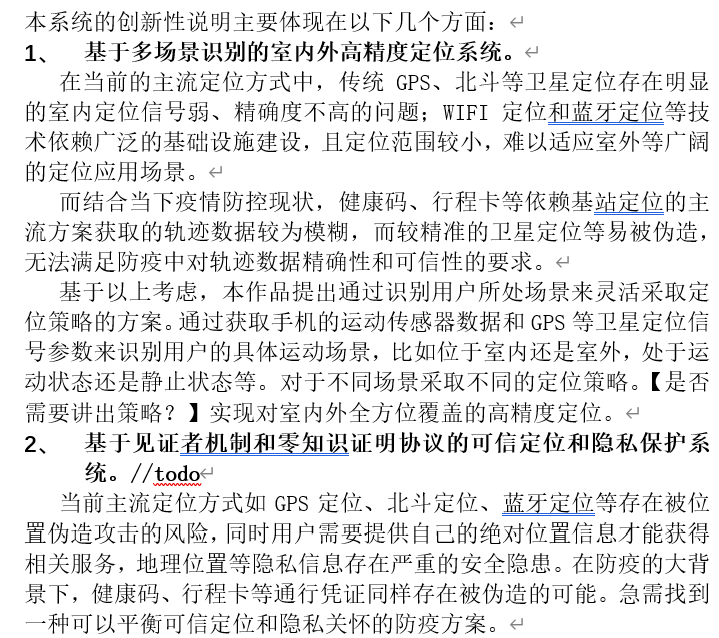 本系统的创新性说明主要体现在以下几个方面：
1、 基于多场景识别的室内外高精度定位系统。
在当前的主流定位方式中，传统 GPS、北斗等卫星定位存在明显
的室内定位信号弱、精确度不高的问题；WIFI 定位和蓝牙定位等技
术依赖广泛的基础设施建设，且定位范围较小，难以适应室外等广阔
的定位应用场景。
而结合当下疫情防控现状，健康码、行程卡等依赖基站定位的主
流方案获取的轨迹数据较为模糊，而较精准的卫星定位等易被伪造，
无法满足防疫中对轨迹数据精确性和可信性的要求。
基于以上考虑，本作品提出通过识别用户所处场景来灵活采取定
位策略的方案。通过获取手机的运动传感器数据和 GPS 等卫星定位信
号参数来识别用户的具体运动场景，比如位于室内还是室外，处于运
动状态还是静止状态等。对于不同场景采取不同的定位策略。【是否
需要讲出策略？】实现对室内外全方位覆盖的高精度定位。
2、 基于见证者机制和零知识证明协议的可信定位和隐私保护系
统。//todo
当前主流定位方式如 GPS 定位、北斗定位、蓝牙定位等存在被位
置伪造攻击的风险，同时用户需要提供自己的绝对位置信息才能获得
相关服务，地理位置等隐私信息存在严重的安全隐患。在防疫的大背
景下，健康码、行程卡等通行凭证同样存在被伪造的可能。急需找到
一种可以平衡可信定位和隐私关怀的防疫方案。